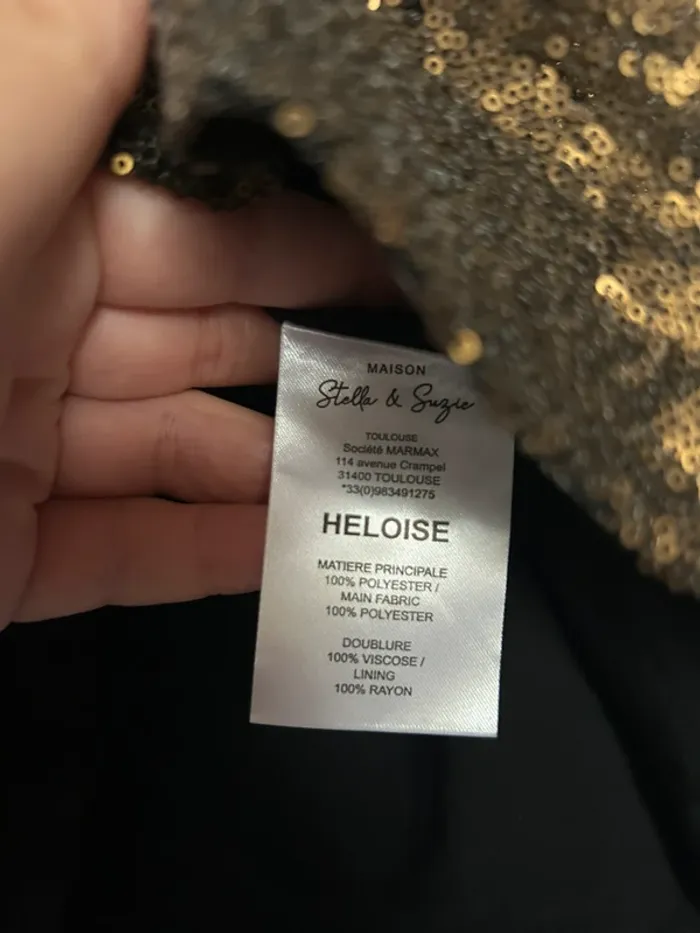 MAISON
Stella & Suzie
TOULOUSE
Société MARMAX
114 avenue Crampel
31400 TOULOUSE
*33(0)983491275
HELOISE
MATIERE PRINCIPALE
100% POLYESTER /
MAIN FABRIC
100% POLYESTER
DOUBLURE
100% VISCOSE /
LINING
100% RAYON